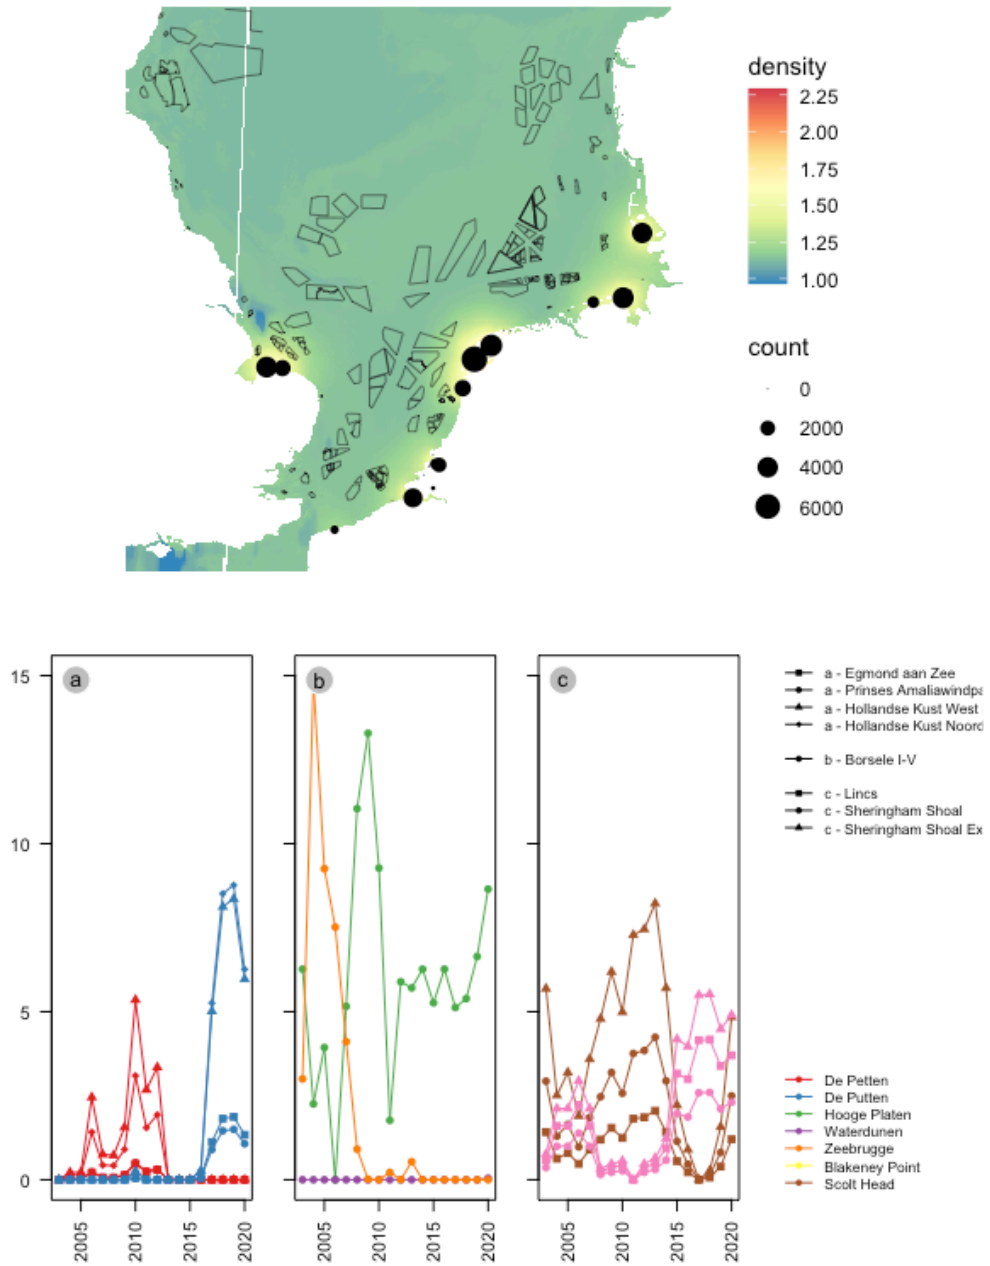 density
2.25
2.00
1.75
1.50
1.25
1.00
count
0
2000
4000
6000
a
b
c
15
10
5
0
2005
2010
2015
2020
2005
2010
2015
2020
2005
2010
2015
2020
a - Egmond aan Zee
a - Prinses Amaliawindpa
a - Hollandse Kust West
a - Hollandse Kust Noord
b - Borsele I-V
c - Lincs
c - Sheringham Shoal
c - Sheringham Shoal Ex
De Petten
De Putten
Hooge Platen
Waterdunen
Zeebrugge
Blakeney Point
Scolt Head